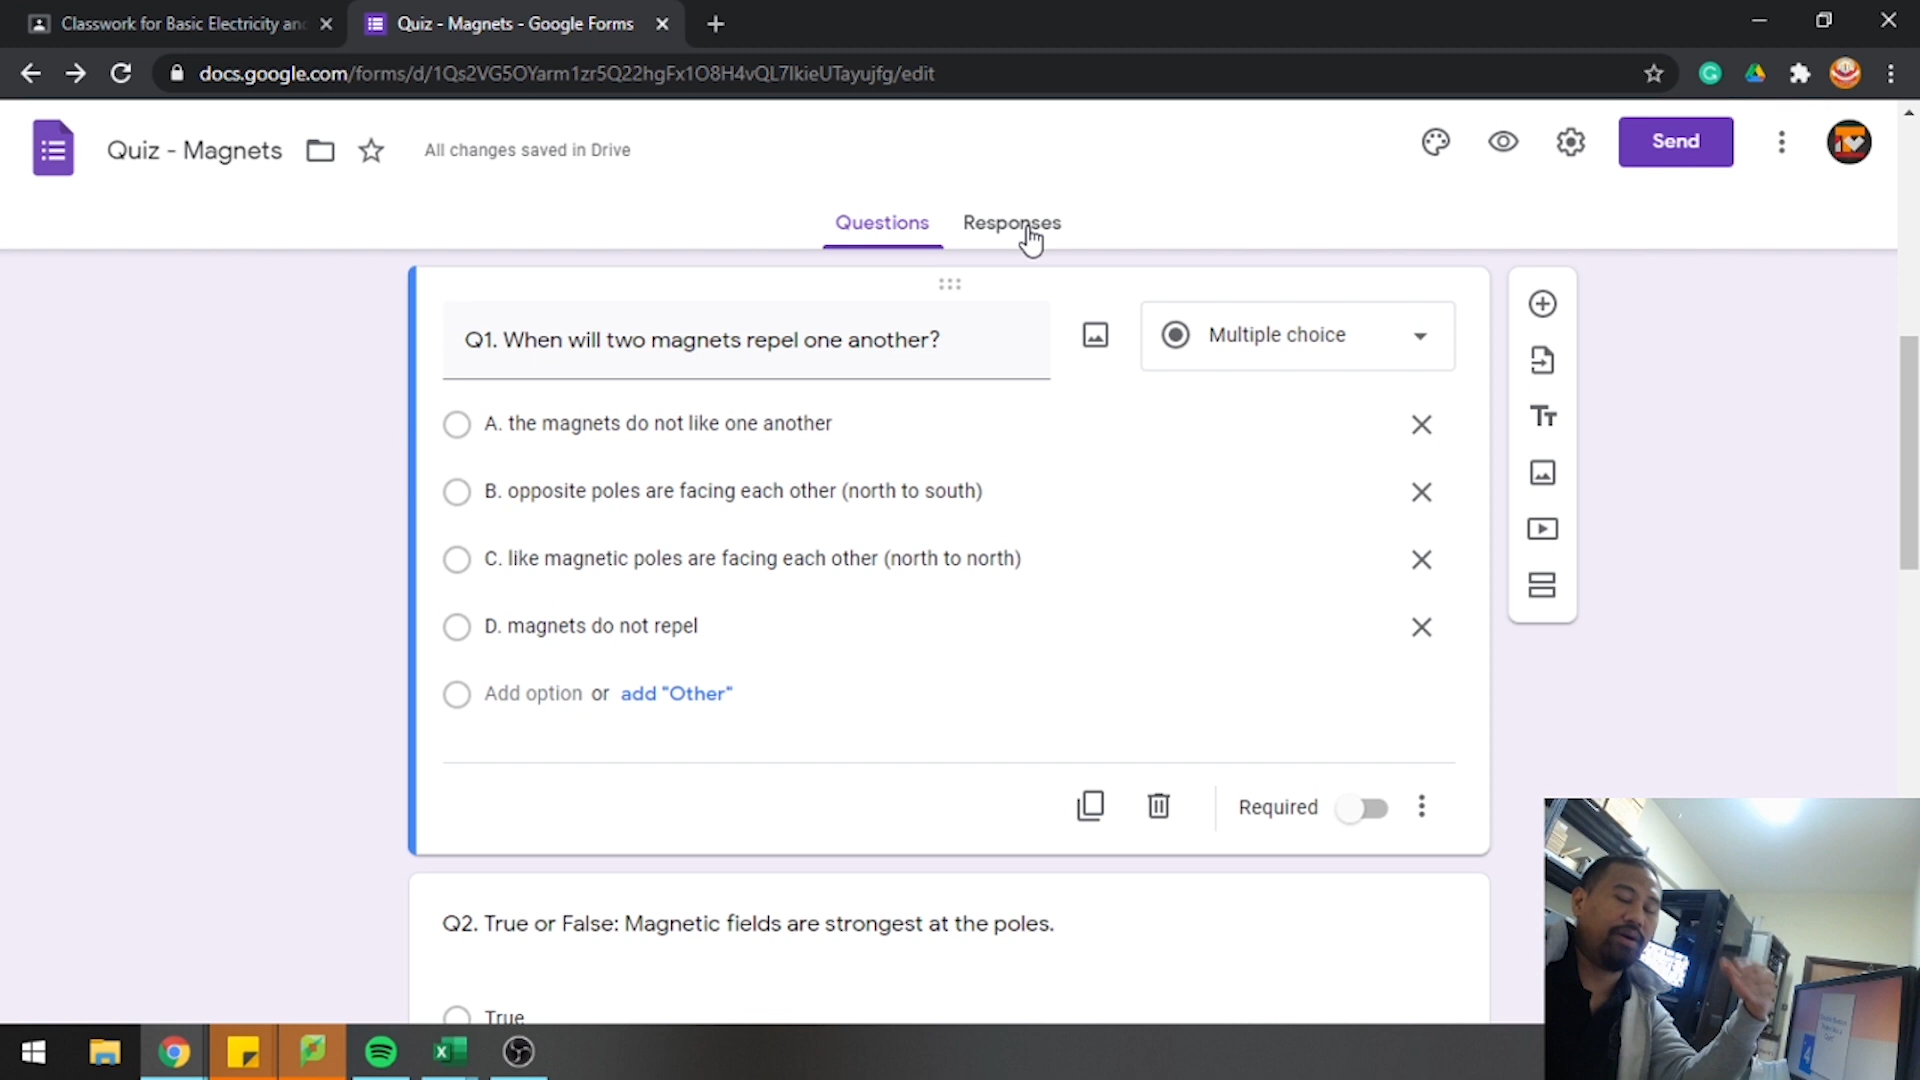 Classwork for Basic Electricity an
Quiz - Magnets - Google Forms
docs.google.com/forms/d/1Qs2VG5OYarm1zr5Q22hgFx1O8H4vQL7lkieUTayujfg/edit
Quiz - Magnets
All changes saved in Drive
Send
Questions
Responses
Q1. When will two magnets repel one another?
Multiple choice
A. the magnets do not like one another
B. opposite poles are facing each other (north to south)
C. like magnetic poles are facing each other (north to north)
D. magnets do not repel
Add option or add "Other"
Required
Q2. True or False: Magnetic fields are strongest at the poles.
True